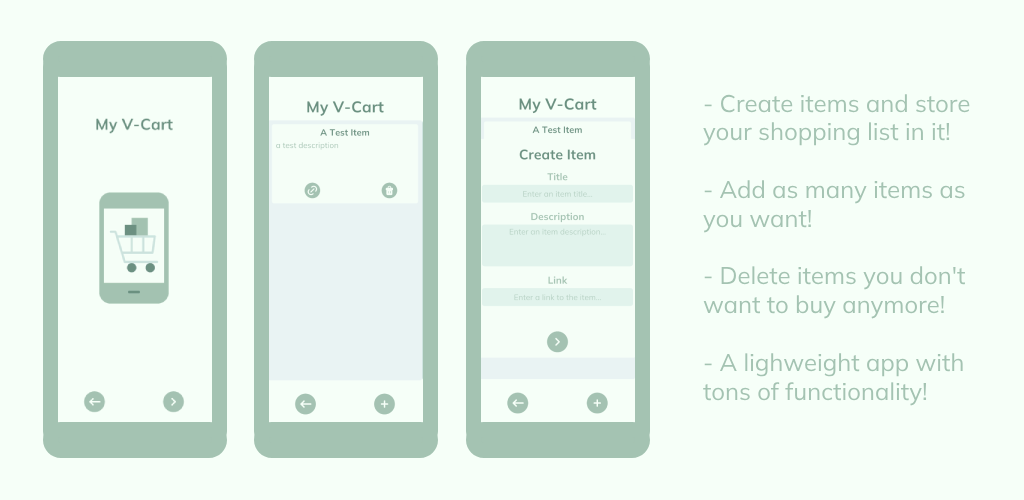 My V-Cart
My V-Cart
A Test Item
a test description
My V-Cart
A Test Item
Create Item
Title
Enter an item title...
Description
Enter an item description...
Link
Enter a link to the item...
- Create items and store
your shopping list in it!
- Add as many items as
you want!
- Delete items you don't
want to buy anymore!
- A lighweight app with
tons of functionality!